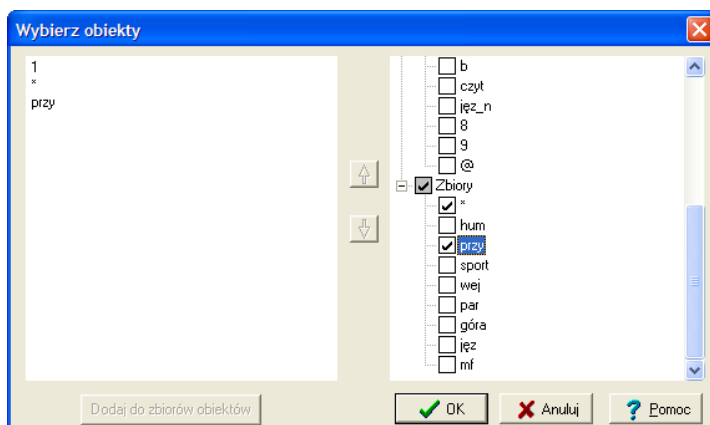 Wybierz obiekty
1
*
przy
b
czyt
jęz_n
8
9
@
Zbiory
*
hum
przy
sport
wej
par
góra
jęz
mf
Dodaj do zbiorów obiektów
OK
Anuluj
? Pomoc